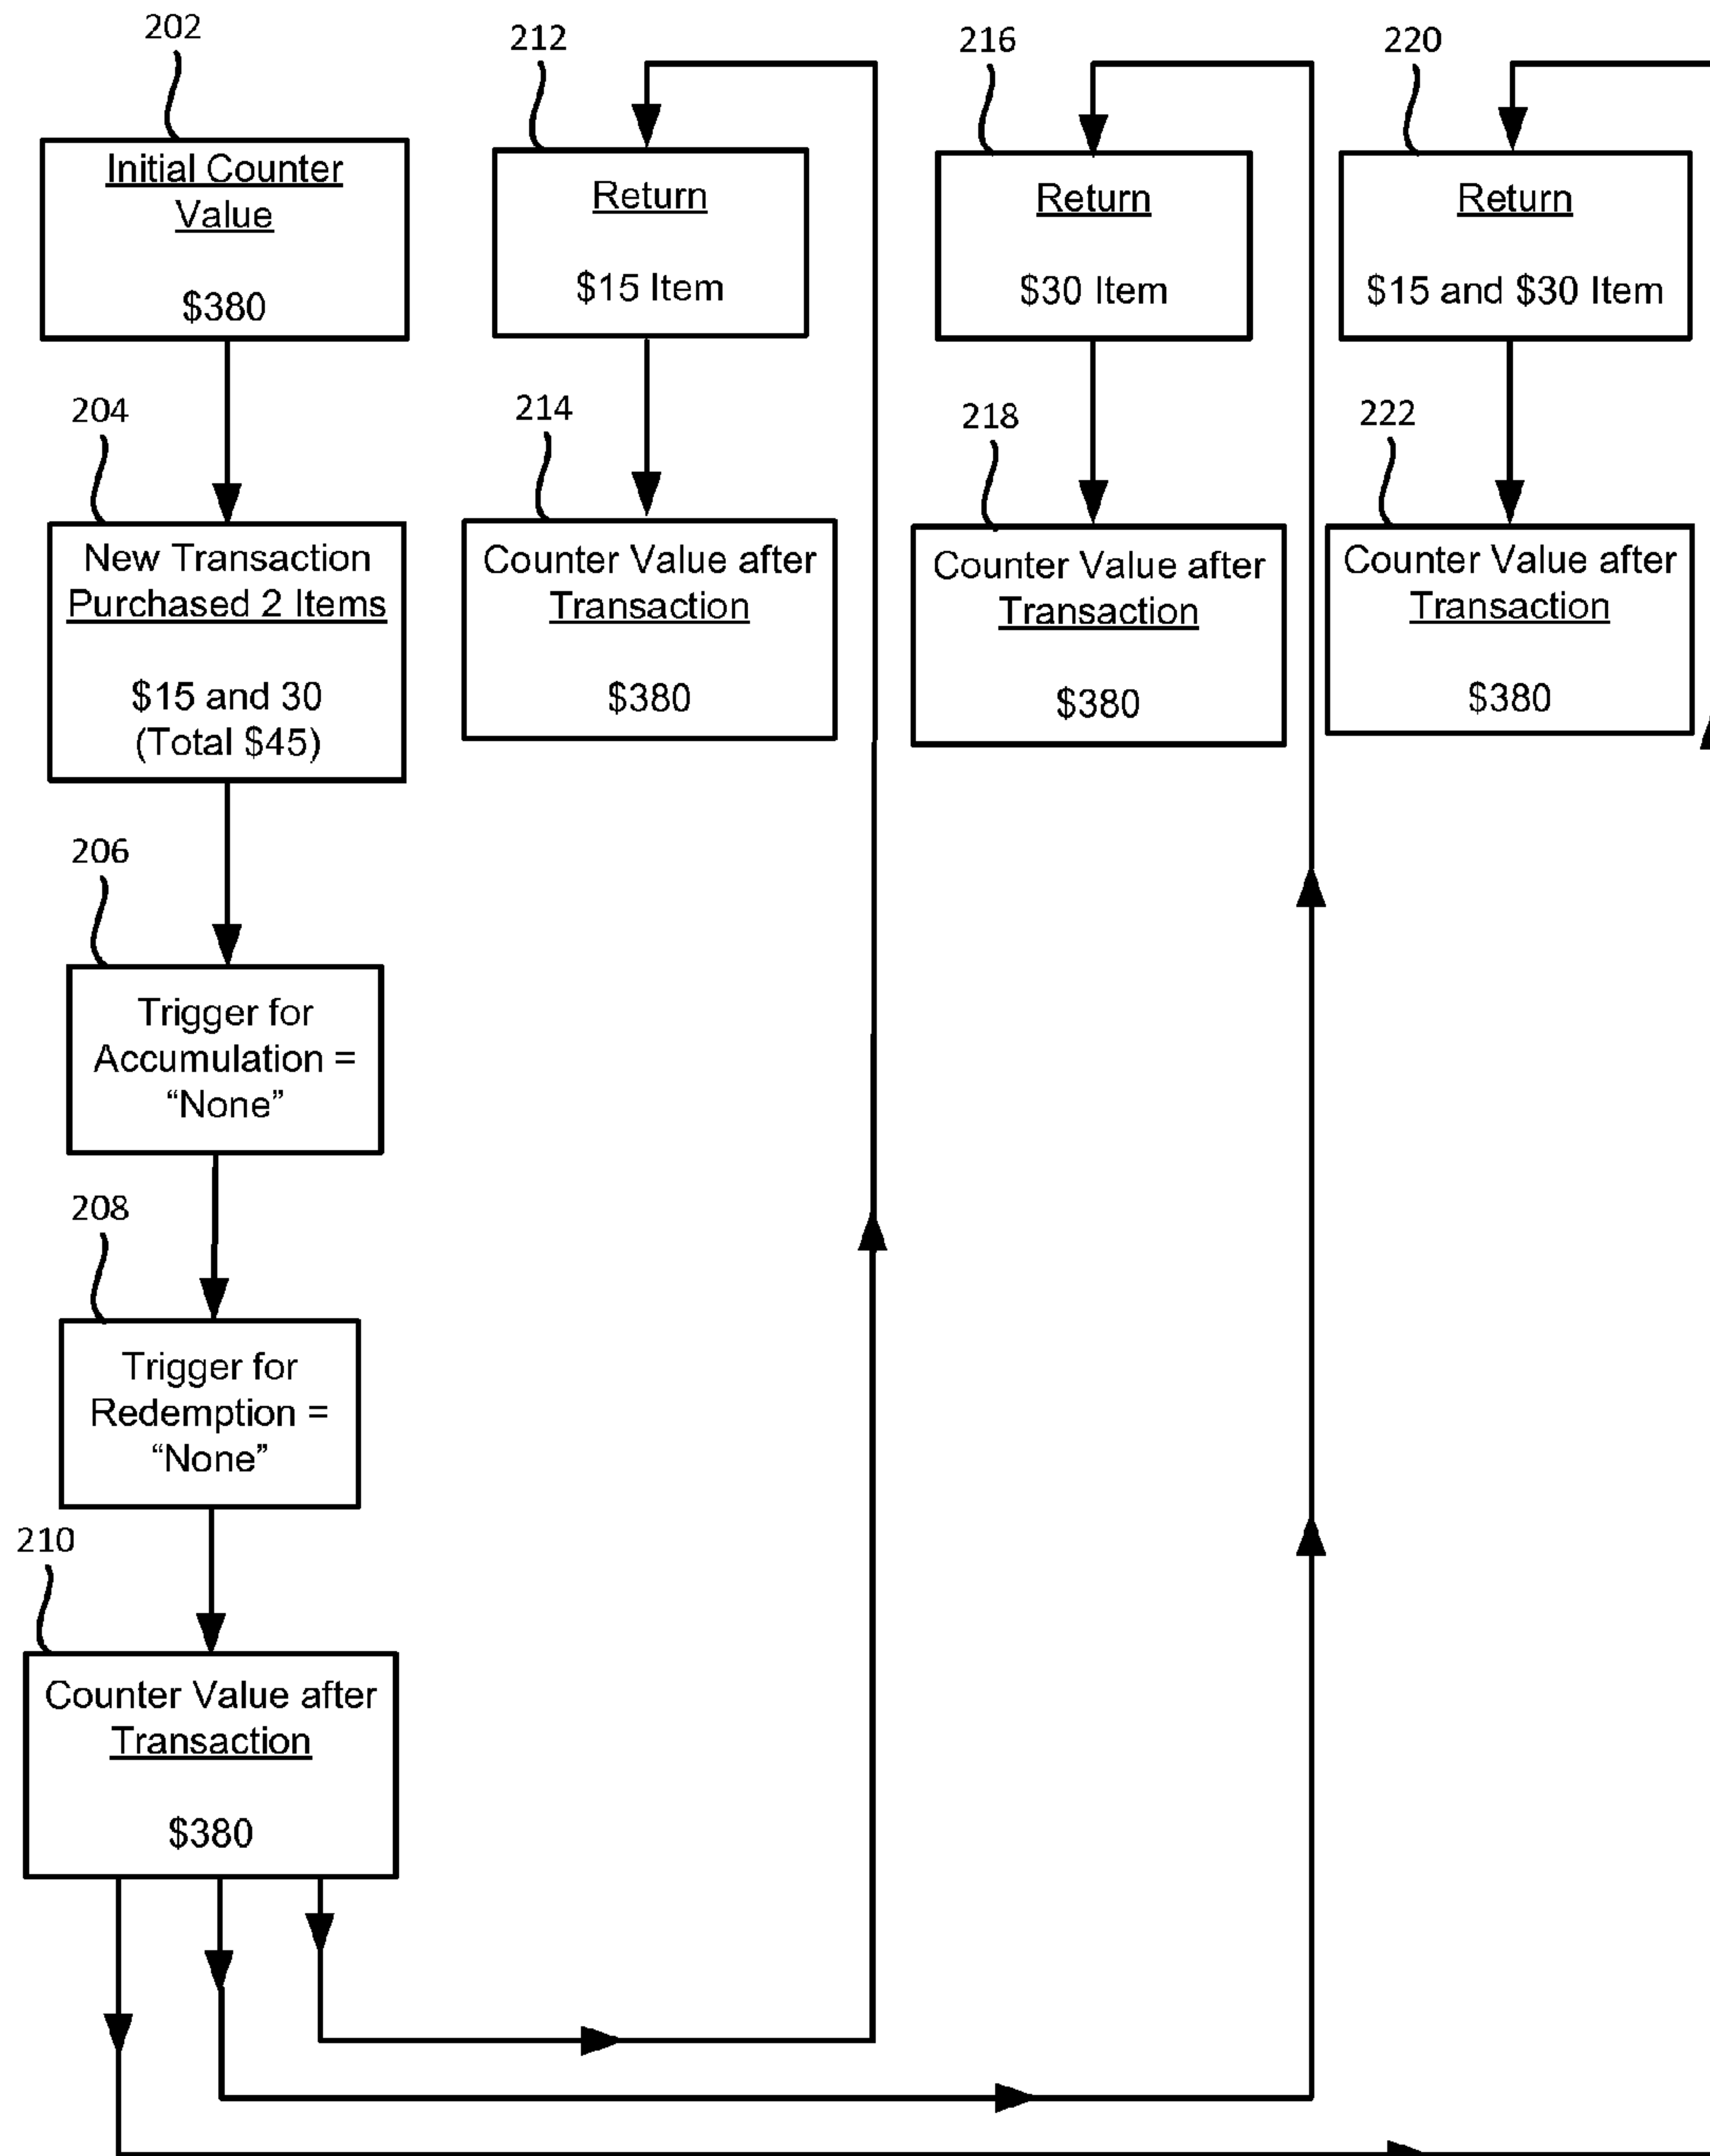 202
Initial Counter
Value
$380
204
New Transaction
Purchased 2 Items
$15 and 30
(Total $45)
206
Trigger for
Accumulation =
“None”
208
Trigger for
Redemption =
“None”
210
Counter Value after
Transaction
$380
212
Return
$15 Item
214
Counter Value after
Transaction
$380
216
Return
$30 Item
218
Counter Value after
Transaction
$380
220
Return
$15 and $30 Item
222
Counter Value after
Transaction
$380